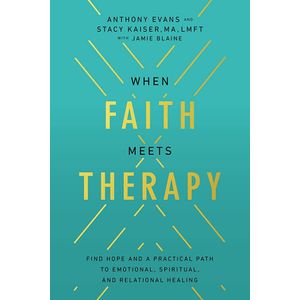 ANTHONY EVANS AND
STACY KAISER, MA, LMFT
WITH JAMIE BLAINE
WHEN
FAITH
MEETS
THERAPY
FIND HOPE AND A PRACTICAL PATH
TO EMOTIONAL, SPIRITUAL,
AND RELATIONAL HEALING